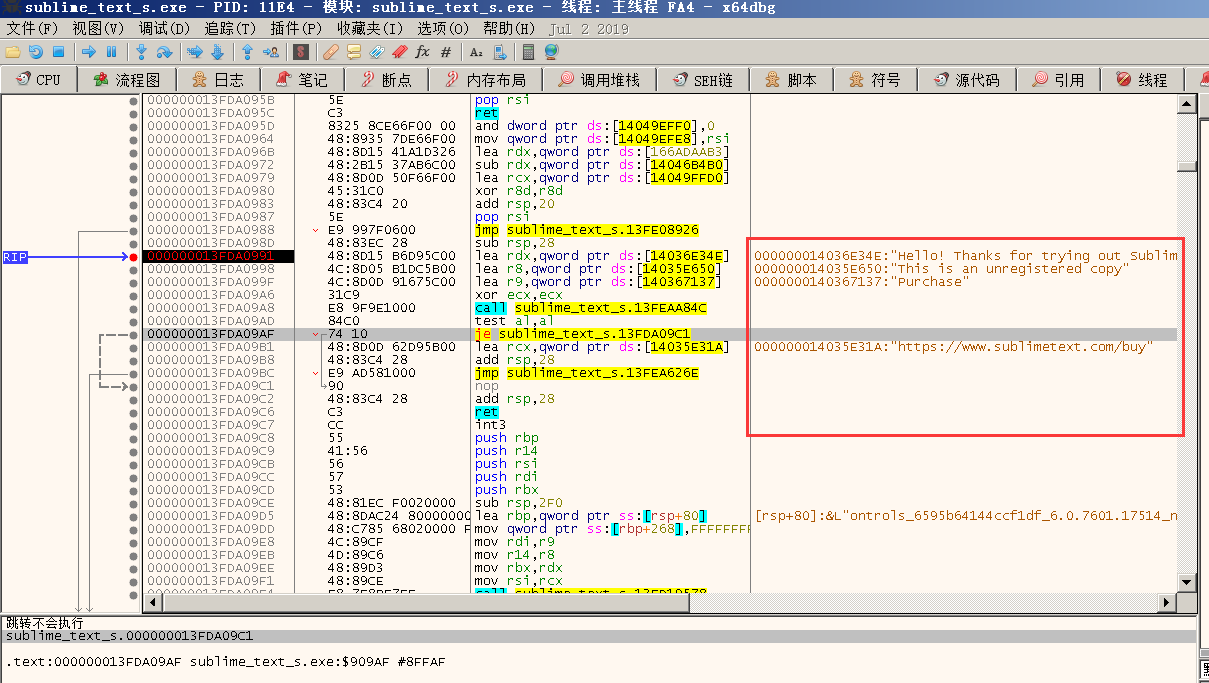 sublime_text_s.exe - PID: 11E4 - 模块: sublime_text_s.exe - 线程: 主线程 FA4 - x64dbg
文件(F) 视图(V) 调试(D) 追踪(T) 插件(P) 收藏夹(I) 选项(O) 帮助(H) Jul 2 2019
CPU 流程图 日志 笔记 断点 内存布局 调用堆栈 SEH链 脚本 符号 源代码 引用 线程
000000013FDA095B 5E pop rsi
000000013FDA095C C3 ret
000000013FDA095D 8325 8CE66F00 00 and dword ptr ds:[14049EFF0],0
000000013FDA0964 48:8935 7DE66F00 mov qword ptr ds:[14049EFE8],rsi
000000013FDA096B 48:8D15 41A1D326 lea rdx,qword ptr ds:[166ADAAB3]
000000013FDA0972 48:2B15 37AB6C00 sub rdx,qword ptr ds:[14046B4B0]
000000013FDA0979 48:8D0D 50F66F00 lea rcx,qword ptr ds:[14049FFD0]
000000013FDA0980 45:31C0 xor r8d,r8d
000000013FDA0983 48:83C4 20 add rsp,20
000000013FDA0987 5E pop rsi
000000013FDA0988 E9 997F0600 jmp sublime_text_s.13FE08926
000000013FDA098D 48:83EC 28 sub rsp,28
RIP 000000013FDA0991 48:8D15 B6D95C00 lea rdx,qword ptr ds:[14036E34E] 000000014036E34E:"Hello! Thanks for trying out Sublim
000000013FDA0998 4C:8D05 B1DC5B00 lea r8,qword ptr ds:[14035E650] 000000014035E650:"This is an unregistered copy"
000000013FDA099F 4C:8D0D 91675C00 lea r9,qword ptr ds:[140367137] 0000000140367137:"Purchase"
000000013FDA09A6 31C9 xor ecx,ecx
000000013FDA09A8 E8 9F9E1000 call sublime_text_s.13FEAA84C
000000013FDA09AD 84C0 test al,al
000000013FDA09AF 74 10 je sublime_text_s.13FDA09C1
000000013FDA09B1 48:8D0D 62D95B00 lea rcx,qword ptr ds:[14035E31A] 000000014035E31A:"https://www.sublimetext.com/buy"
000000013FDA09B8 48:83C4 28 add rsp,28
000000013FDA09BC E9 AD581000 jmp sublime_text_s.13FEA626E
000000013FDA09C1 90 nop
000000013FDA09C2 48:83C4 28 add rsp,28
000000013FDA09C6 C3 ret
000000013FDA09C7 CC int3
000000013FDA09C8 55 push rbp
000000013FDA09C9 41:56 push r14
000000013FDA09CB 56 push rsi
000000013FDA09CC 57 push rdi
000000013FDA09CD 53 push rbx
000000013FDA09CE 48:81EC F0020000 sub rsp,2F0
000000013FDA09D5 48:8DAC24 80000000 lea rbp,qword ptr ss:[rsp+80] [rsp+80]:&L"ontrols_6595b64144ccf1df_6.0.7601.17514_n
000000013FDA09DD 48:C785 68020000 F mov qword ptr ss:[rbp+268],FFFFFFFF
000000013FDA09E8 4C:89CF mov rdi,r9
000000013FDA09EB 4D:89C6 mov r14,r8
000000013FDA09EE 48:89D3 mov rbx,rdx
000000013FDA09F1 48:89CE mov rsi,rcx
跳转不会执行
sublime_text_s.000000013FDA09C1
.text:000000013FDA09AF sublime_text_s.exe:$909AF #8FFAF